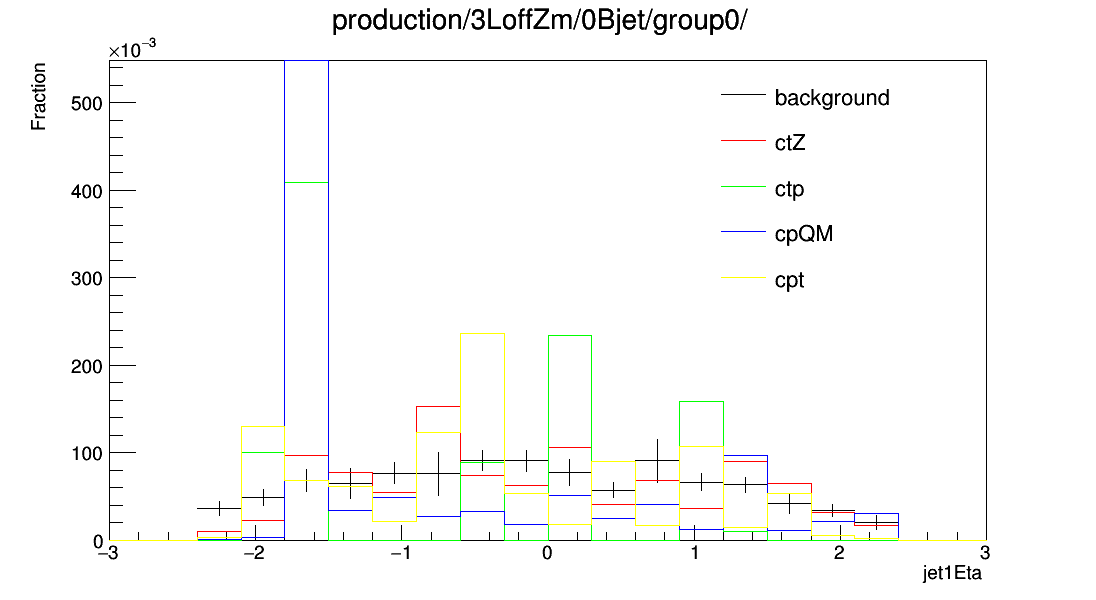 production/3LoffZm/0Bjet/group0/
×10⁻³
Fraction
500
400
300
200
100
0
background
ctZ
ctp
cpQM
cpt
−3 −2 −1 0 1 2 3
jet1Eta